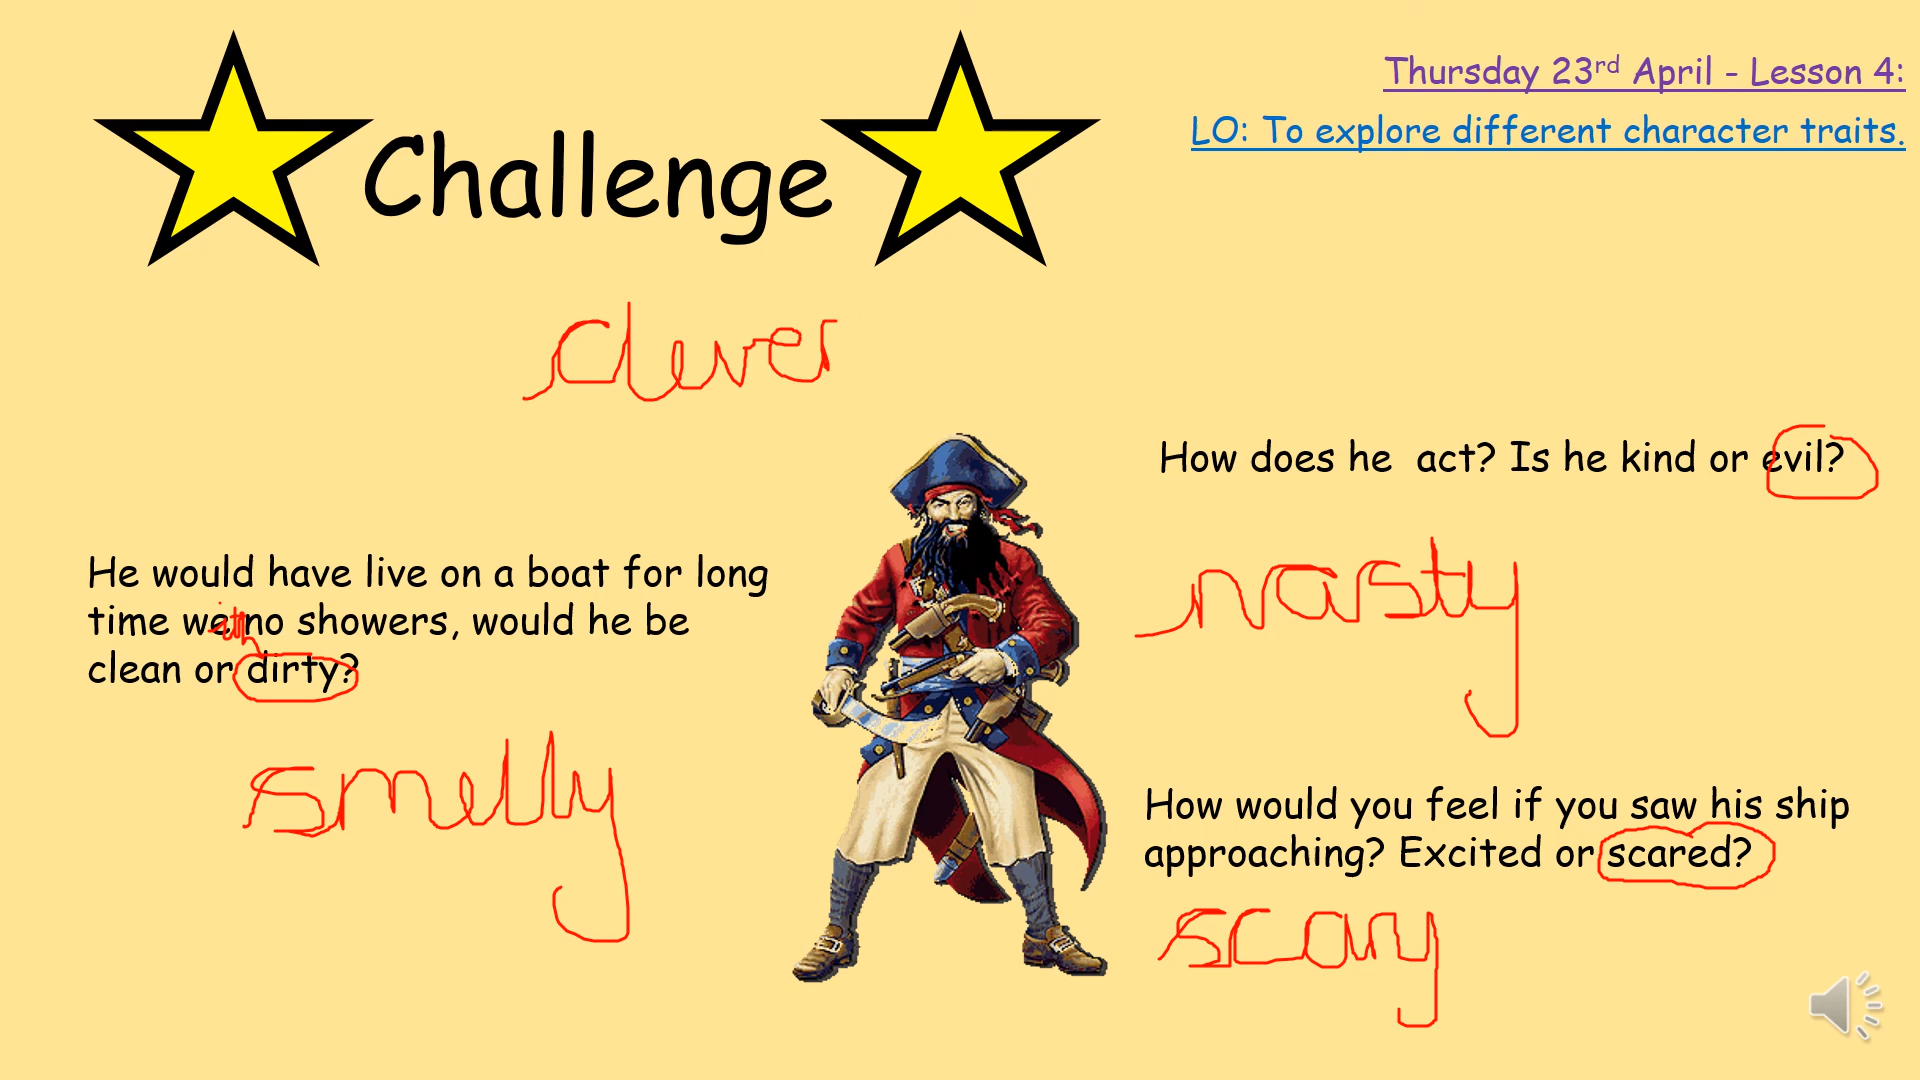 Thursday 23rd April - Lesson 4:
LO: To explore different character traits.
Challenge
clever
How does he act? Is he kind or evil?
nasty
He would have live on a boat for long
time with no showers, would he be
clean or dirty?
smelly
How would you feel if you saw his ship
approaching? Excited or scared?
scary